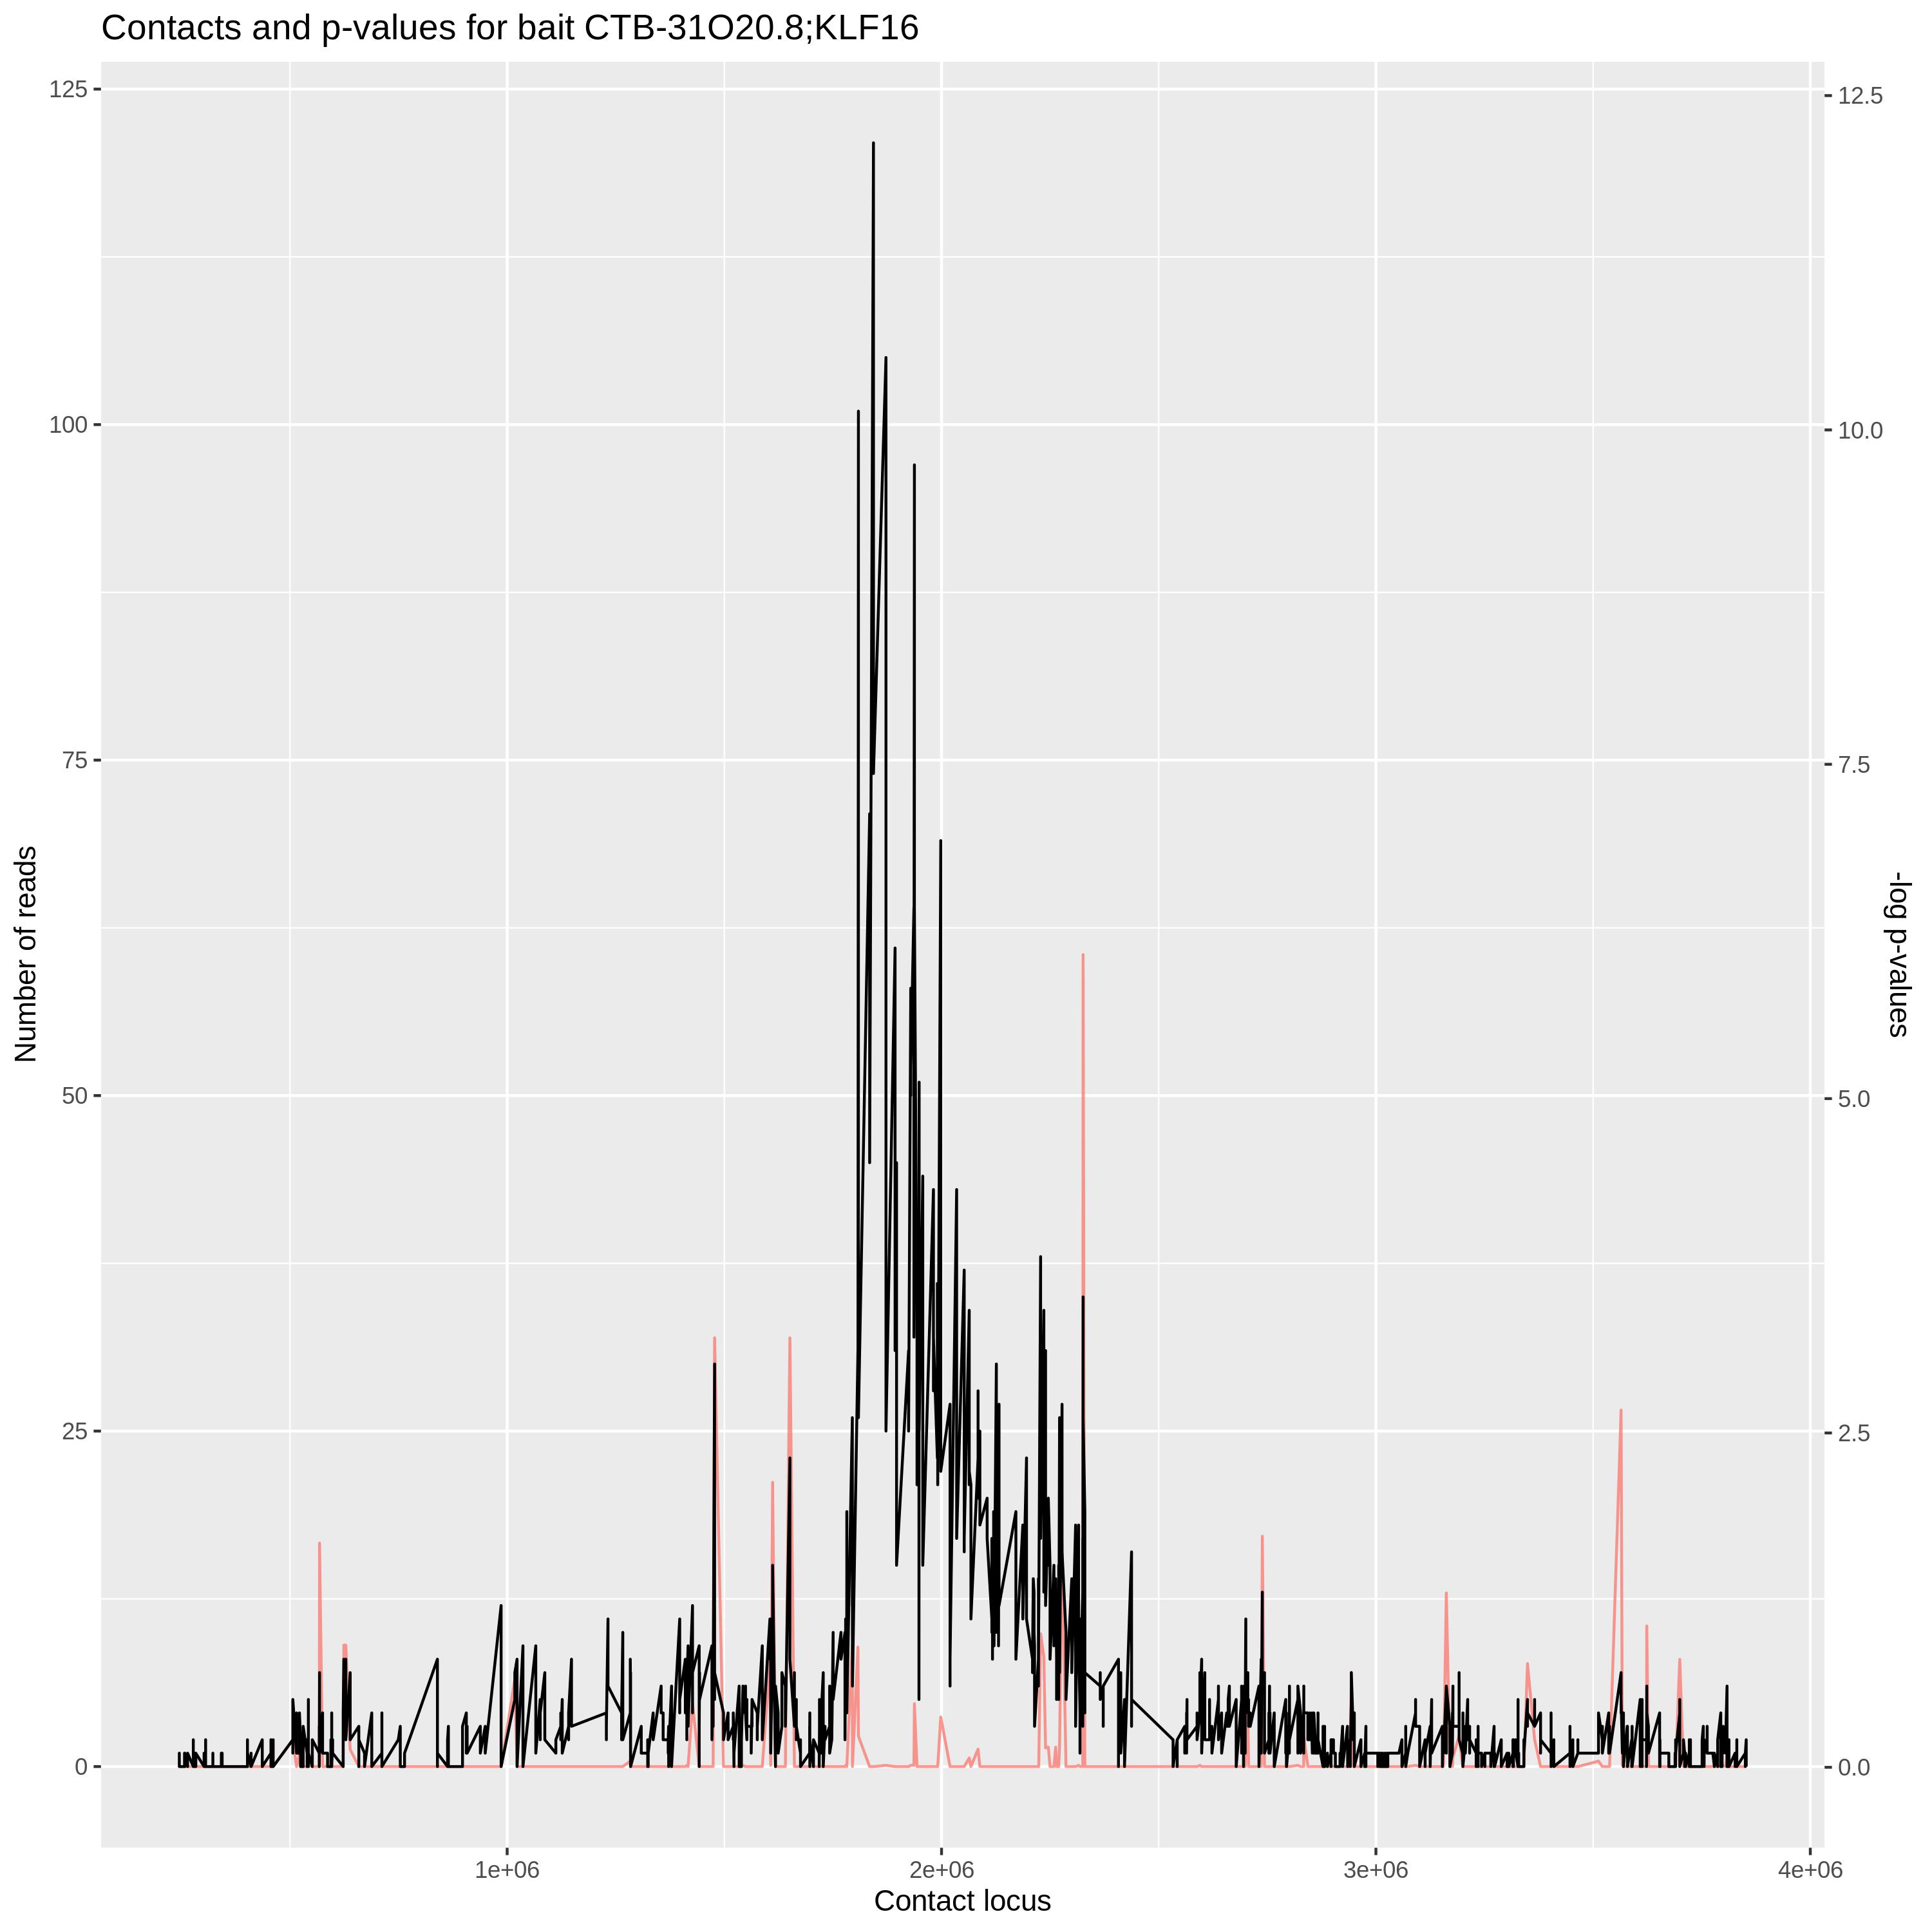 Contacts and p-values for bait CTB-31O20.8;KLF16
125
100
75
50
25
0
Number of reads
12.5
10.0
7.5
5.0
2.5
0.0
-log p-values
1e+06
2e+06
3e+06
4e+06
Contact locus